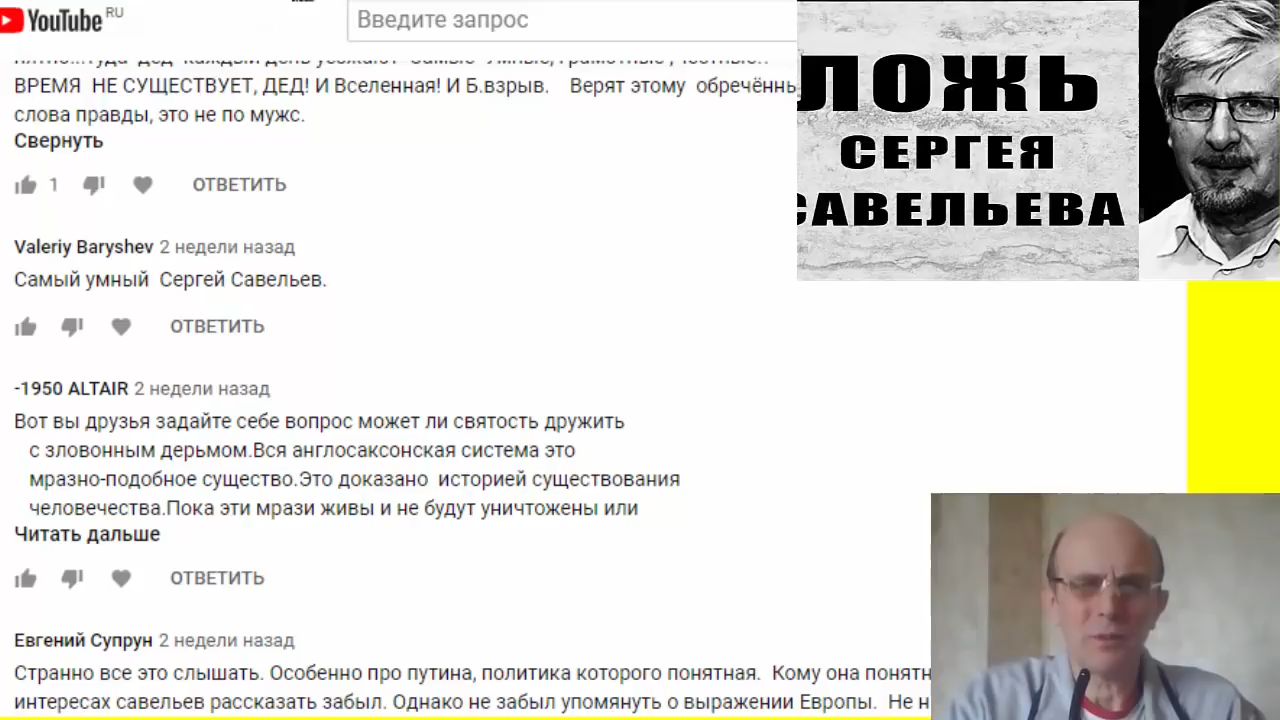 YouTube RU
Введите запрос
ВРЕМЯ НЕ СУЩЕСТВУЕТ, ДЕД! И Вселенная! И Б.взрыв. Верят этому
слова правды, это не по мужс.
Свернуть
1 ОТВЕТИТЬ
Valeriy Baryshev 2 недели назад
Самый умный Сергей Савельев.
ОТВЕТИТЬ
-1950 ALTAIR 2 недели назад
Вот вы друзья задайте себе вопрос может ли святость дружить
с зловонным дерьмом.Вся англосаксонская система это
мразно-подобное существо.Это доказано историей существования
человечества.Пока эти мрази живы и не будут уничтожены или
Читать дальше
ОТВЕТИТЬ
Евгений Супрун 2 недели назад
Странно все это слышать. Особенно про путина, политика которого понятная. Кому она
интересах савельев рассказать забыл. Однако не забыл упомянуть о выражении Европы. Не
ЛОЖЬ
СЕРГЕЯ
САВЕЛЬЕВА